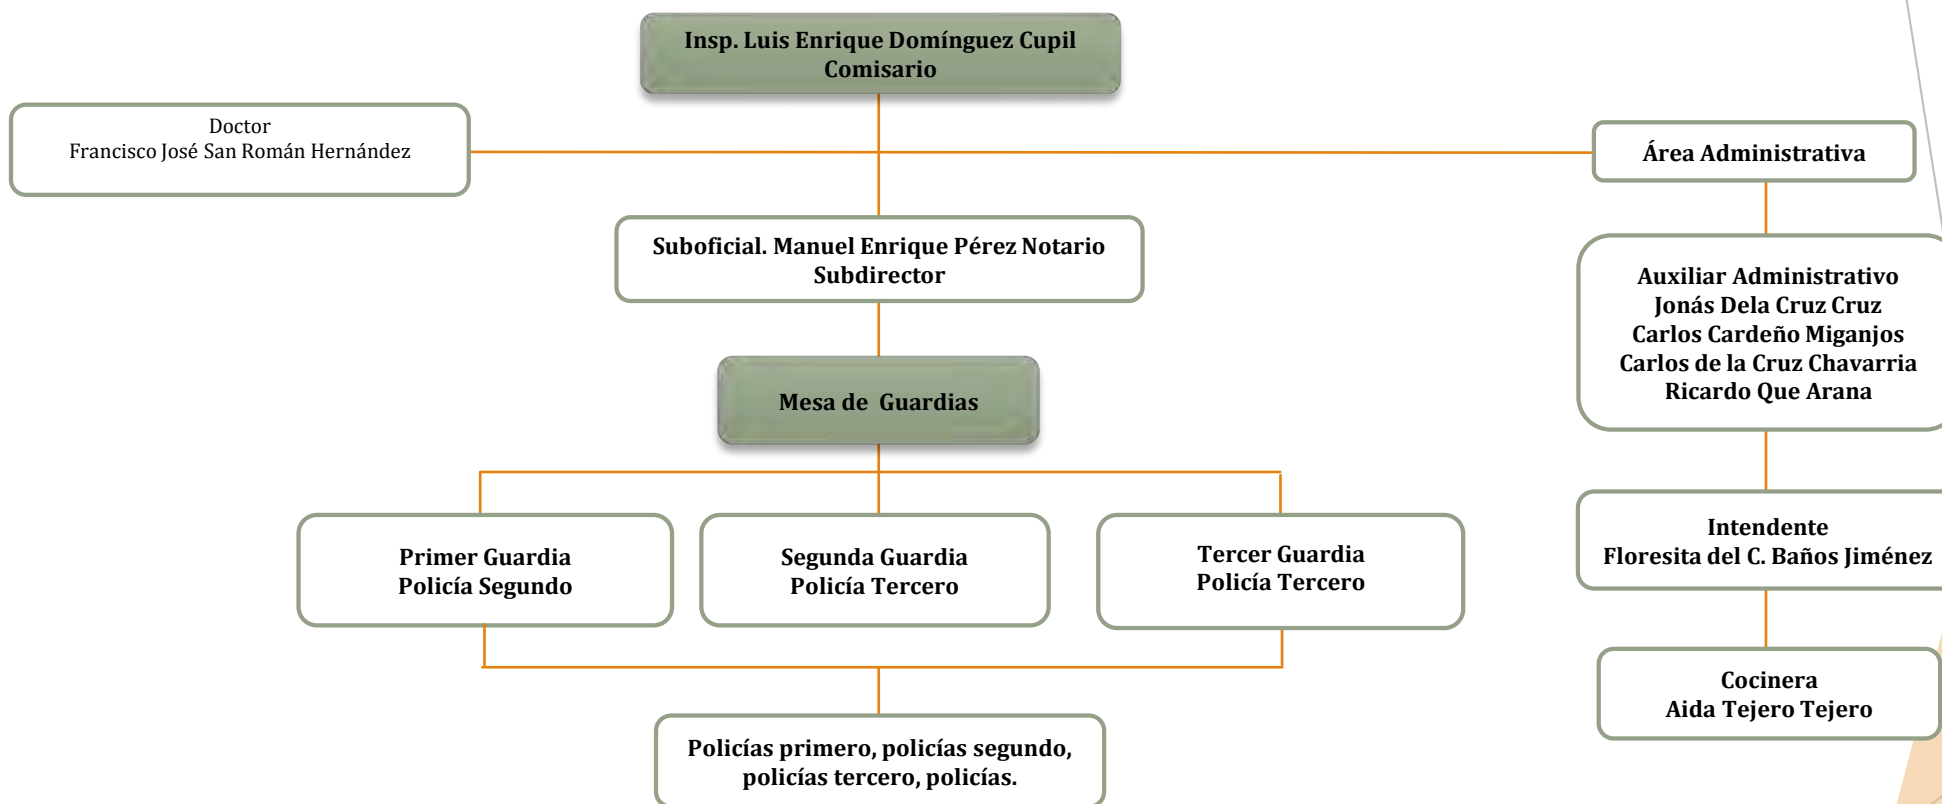 Insp. Luis Enrique Domínguez Cupil
Comisario
Doctor
Francisco José San Román Hernández
Área Administrativa
Suboficial. Manuel Enrique Pérez Notario
Subdirector
Auxiliar Administrativo
Jonás Dela Cruz Cruz
Carlos Cardeño Miganjos
Carlos de la Cruz Chavarria
Ricardo Que Arana
Mesa de  Guardias
Primer Guardia
Policía Segundo
Segunda Guardia
Policía Tercero
Tercer Guardia
Policía Tercero
Intendente
Floresita del C. Baños Jiménez
Cocinera
Aida Tejero Tejero
Policías primero, policías segundo,
policías tercero, policías.